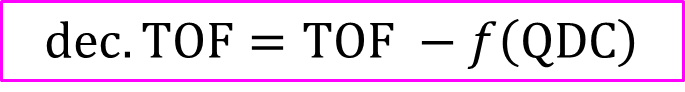 dec. TOF = TOF − f(QDC)